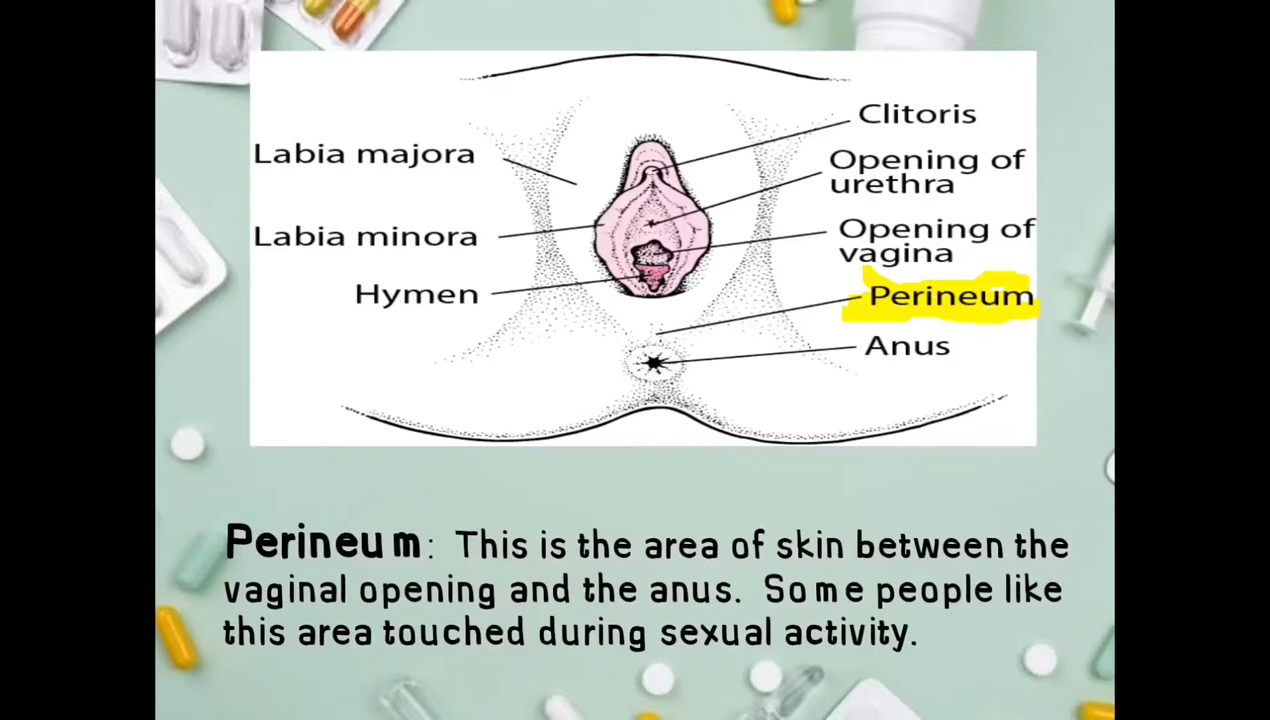 Clitoris
Labia majora
Opening of
urethra
Labia minora
Opening of
vagina
Hymen
Perineum
Anus
Perineum: This is the area of skin between the
vaginal opening and the anus. Some people like
this area touched during sexual activity.